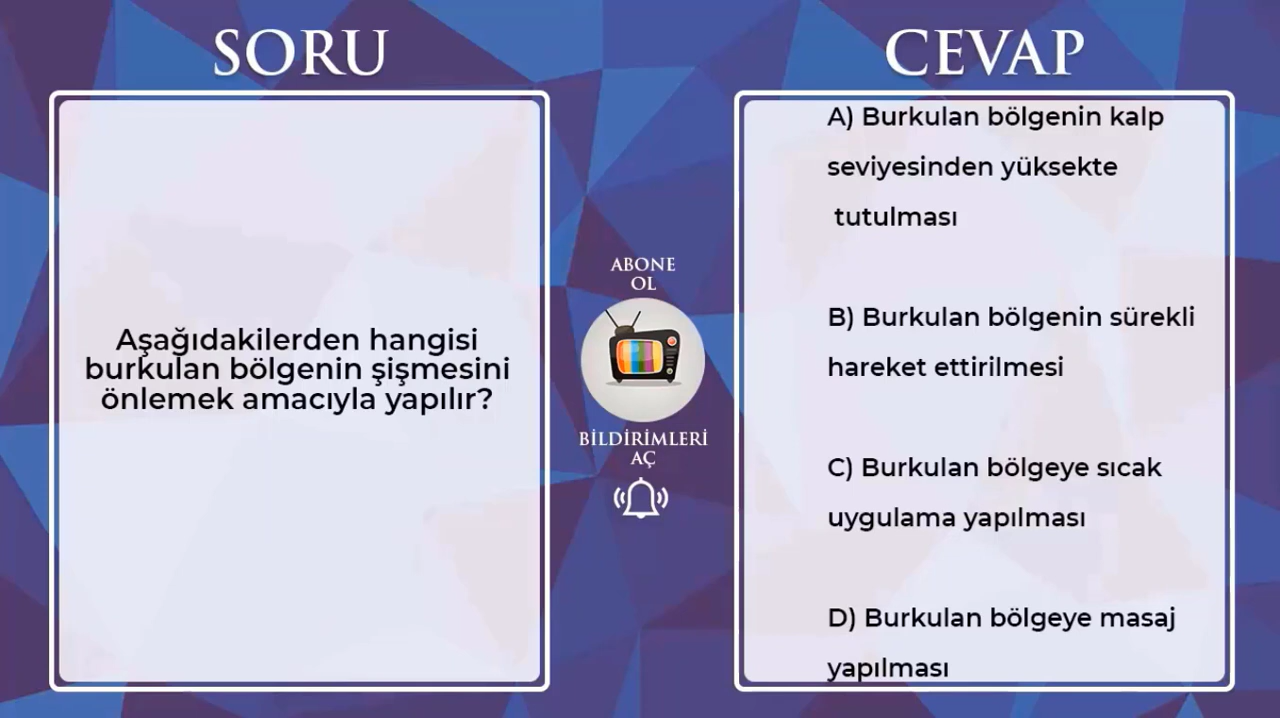 SORU
Aşağıdakilerden hangisi
burkulan bölgenin şişmesini
önlemek amacıyla yapılır?
ABONE
OL
BİLDİRİMLERİ
AÇ
CEVAP
A) Burkulan bölgenin kalp
seviyesinden yüksekte
tutulması
B) Burkulan bölgenin sürekli
hareket ettirilmesi
C) Burkulan bölgeye sıcak
uygulama yapılması
D) Burkulan bölgeye masaj
yapılması